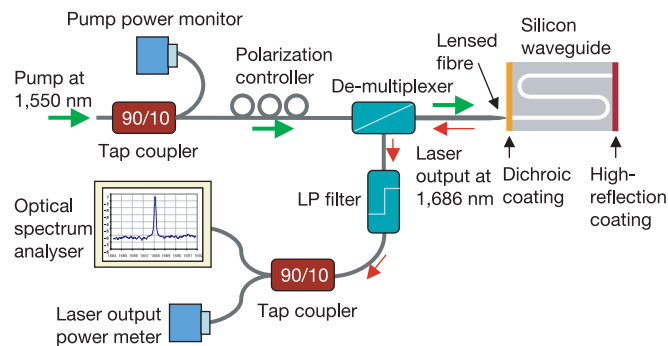 Pump power monitor
Pump at
1,550 nm
90/10
Tap coupler
Polarization
controller
De-multiplexer
Lensed
fibre
Silicon
waveguide
Laser
output at
1,686 nm
Dichroic
coating
High-
reflection
coating
LP filter
Optical
spectrum
analyser
90/10
Tap coupler
Laser output
power meter